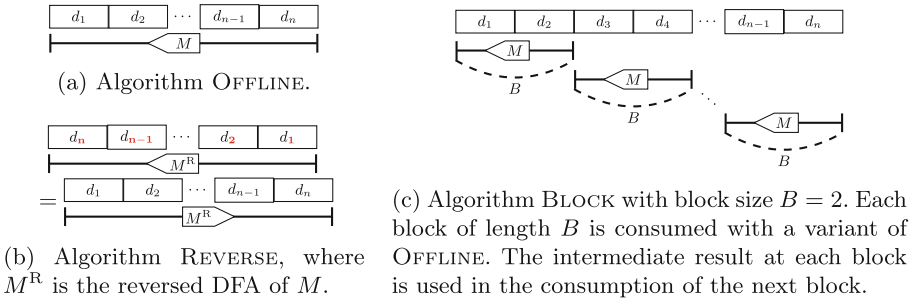 d1 d2 ··· dn−1 dn
M
(a) Algorithm OFFLINE.
dn dn−1 ··· d2 d1
M^R
= d1 d2 ··· dn−1 dn
M^R
(b) Algorithm REVERSE, where
M^R is the reversed DFA of M.
d1 d2 d3 d4 ··· dn−1 dn
M
B
M
B
⋱
M
B
(c) Algorithm BLOCK with block size B = 2. Each
block of length B is consumed with a variant of
OFFLINE. The intermediate result at each block
is used in the consumption of the next block.